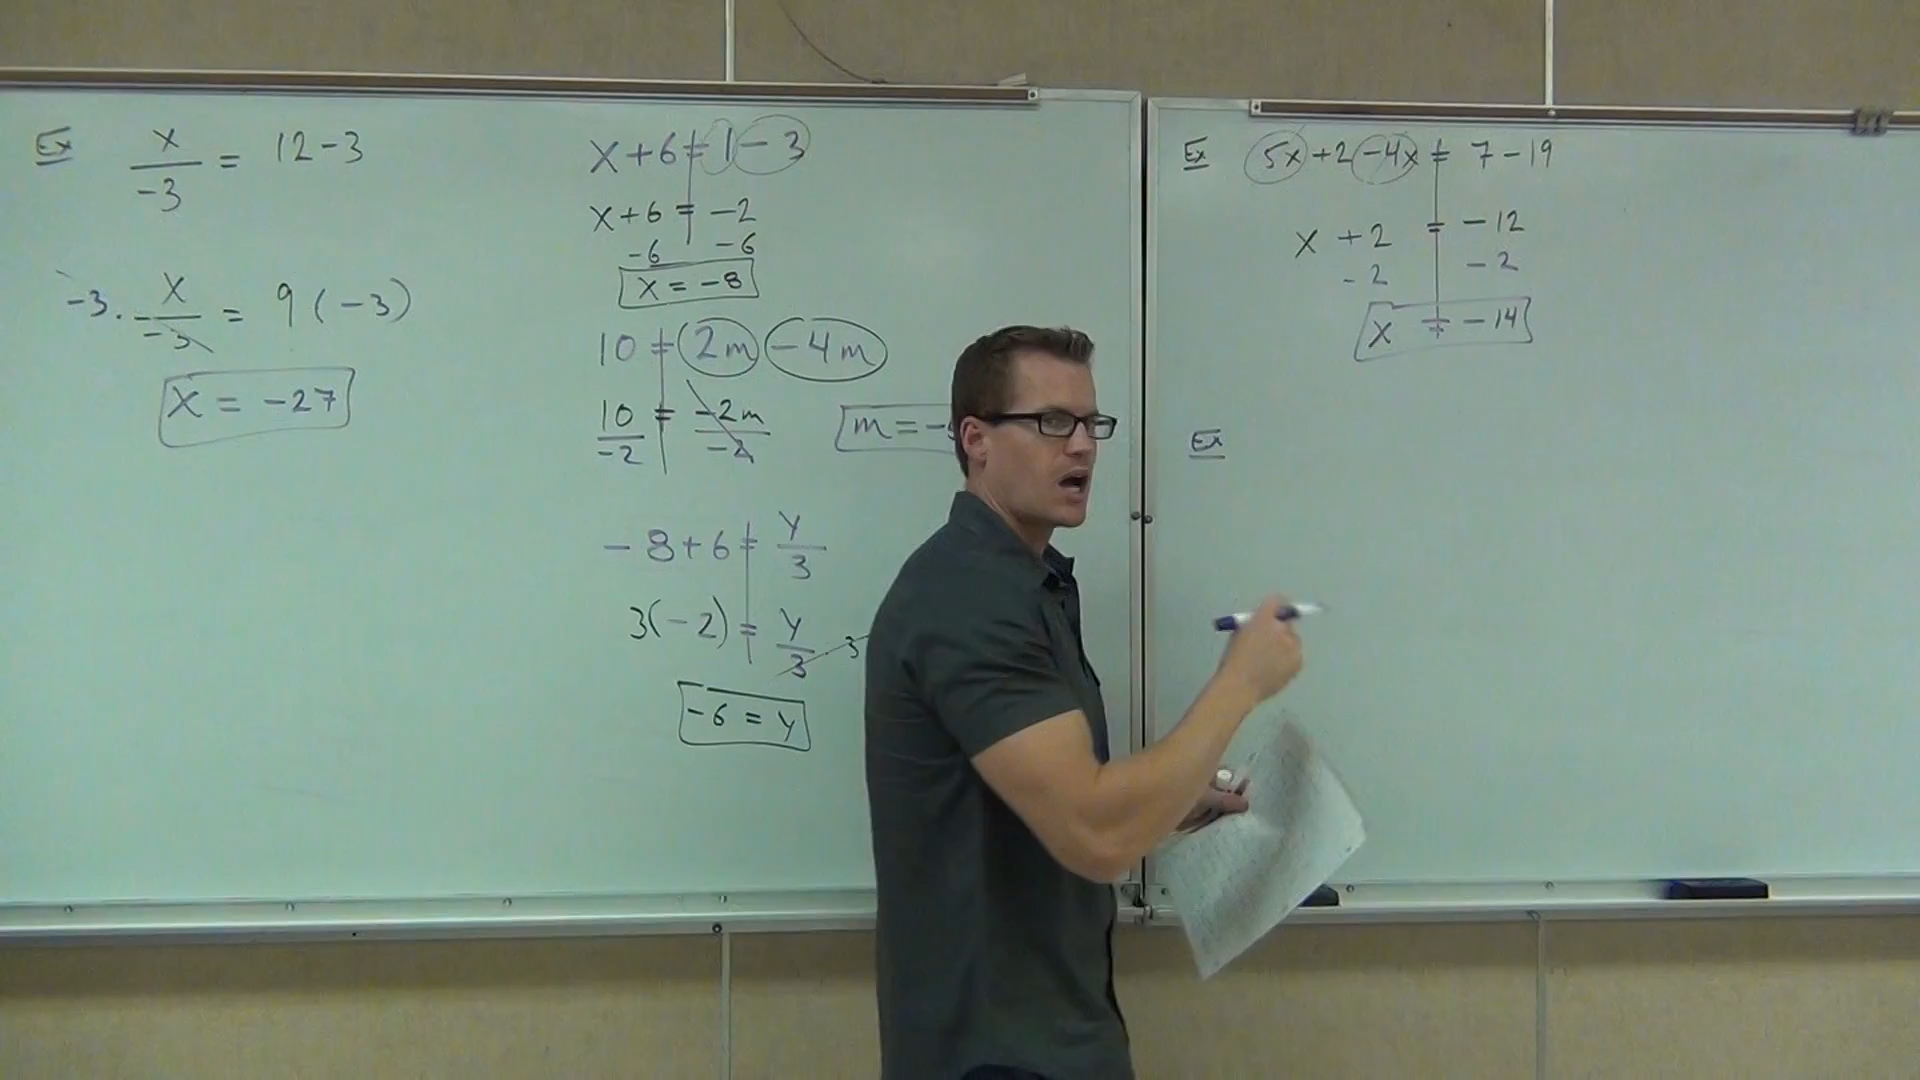 Ex x/-3 = 12-3
-3 · x/-3 = 9(-3)
x = -27
x+6 = 1-3
x+6 = -2
-6 -6
x = -8
10 = 2m -4m
10/-2 = -2m/-2
m = -
-8+6 = y/3
3(-2) = y/3 · 3
-6 = y
Ex 5x+2-4x = 7-19
x +2 = -12
-2 -2
x = -14
Ex